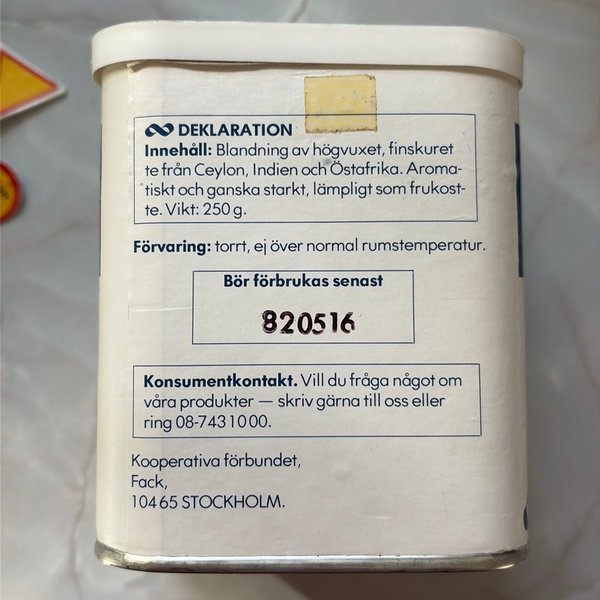 DEKLARATION
Innehåll: Blandning av högvuxet, finskuret
te från Ceylon, Indien och Östafrika. Aroma-
tiskt och ganska starkt, lämpligt som frukost-
te. Vikt: 250 g.
Förvaring: torrt, ej över normal rumstemperatur.
Bör förbrukas senast
820516
Konsumentkontakt. Vill du fråga något om
våra produkter — skriv gärna till oss eller
ring 08-743 10 00.
Kooperativa förbundet,
Fack,
104 65 STOCKHOLM.